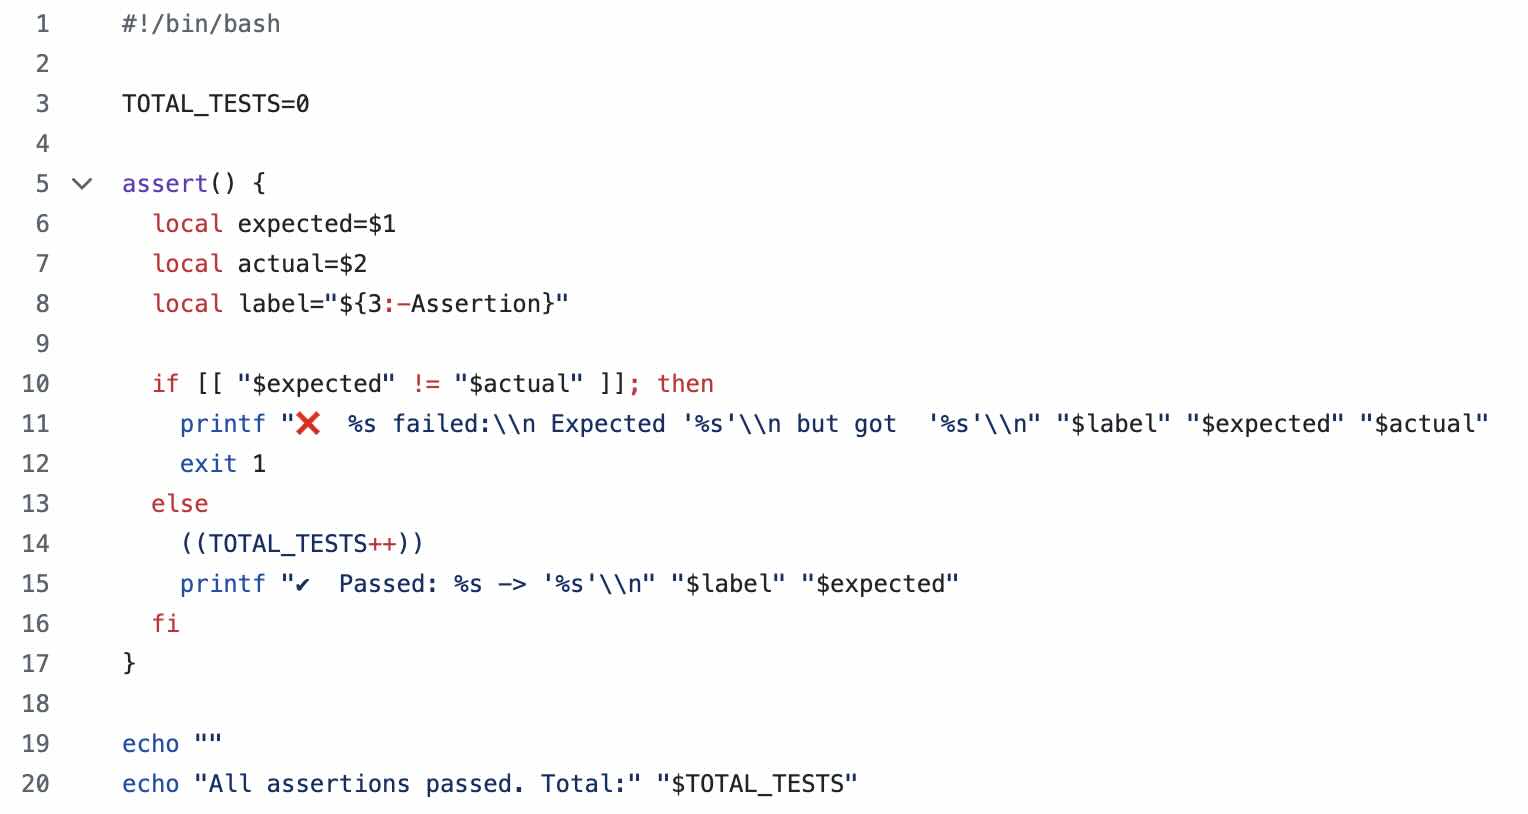 1 #!/bin/bash
2
3 TOTAL_TESTS=0
4
5 assert() {
6   local expected=$1
7   local actual=$2
8   local label="${3:-Assertion}"
9
10   if [[ "$expected" != "$actual" ]]; then
11     printf "❌  %s failed:\\n Expected '%s'\\n but got  '%s'\\n" "$label" "$expected" "$actual"
12     exit 1
13   else
14     ((TOTAL_TESTS++))
15     printf "✔  Passed: %s -> '%s'\\n" "$label" "$expected"
16   fi
17 }
18
19 echo ""
20 echo "All assertions passed. Total:" "$TOTAL_TESTS"